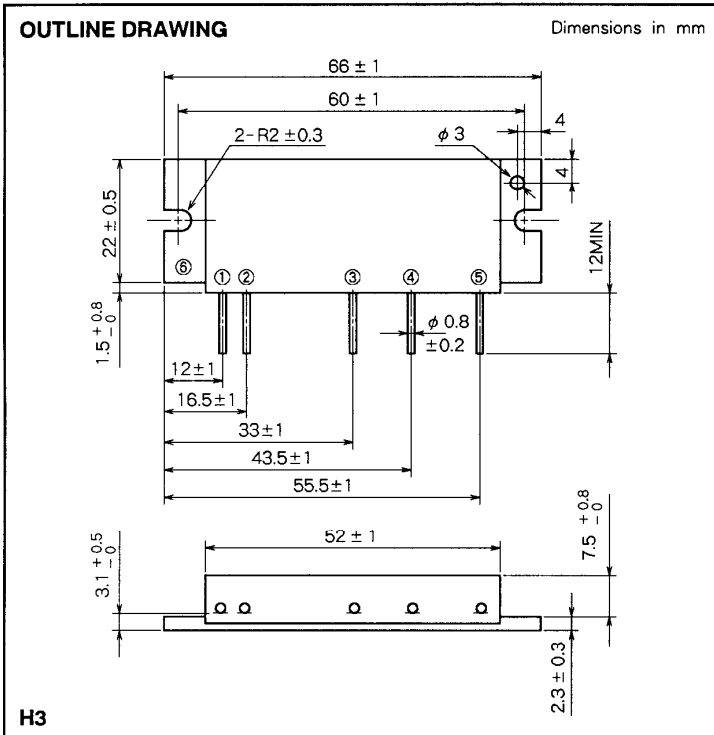 OUTLINE DRAWING
Dimensions in mm
66 ± 1
60 ± 1
4
2-R2 ±0.3
φ 3
4
22 ± 0.5
12MIN
⑥
① ② ③ ④ ⑤
1.5 +0.8 -0
φ 0.8
±0.2
12±1
16.5±1
33±1
43.5±1
55.5±1
52 ± 1
7.5 +0.8 -0
3.1 +0.5 -0
2.3 ± 0.3
H3